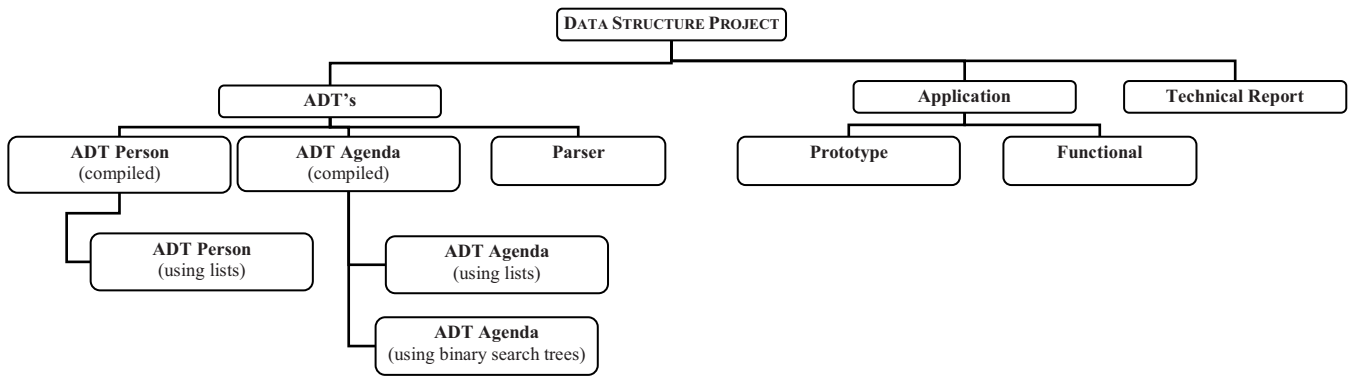 DATA STRUCTURE PROJECT
ADT's
Application
Technical Report
ADT Person
(compiled)
ADT Agenda
(compiled)
Parser
Prototype
Functional
ADT Person
(using lists)
ADT Agenda
(using lists)
ADT Agenda
(using binary search trees)